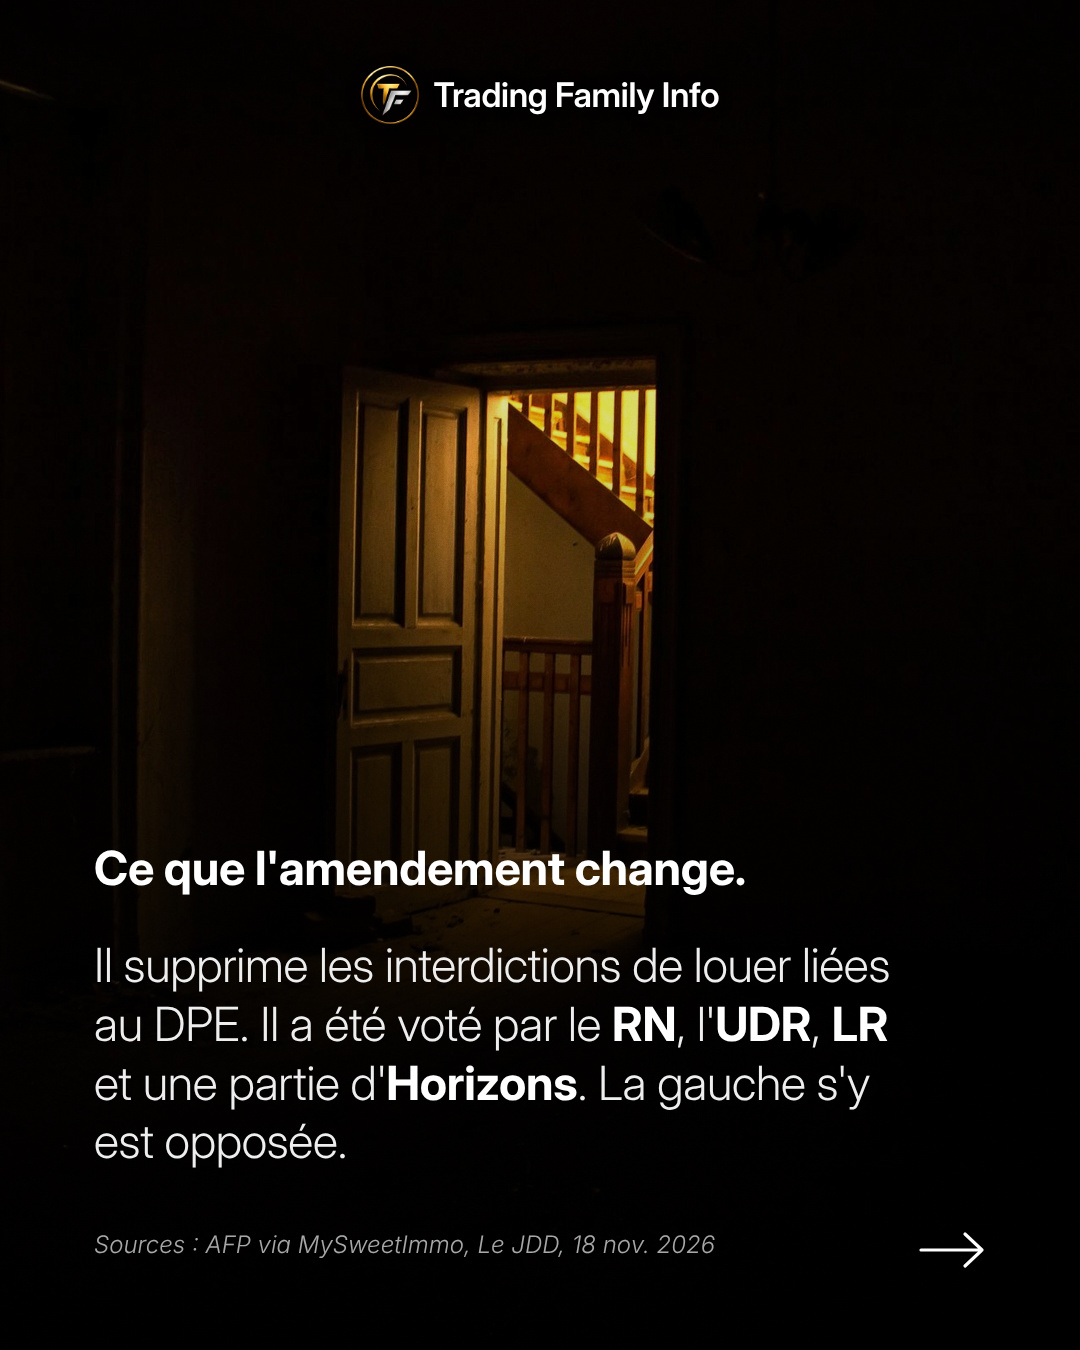 TF Trading Family Info
Ce que l'amendement change.
Il supprime les interdictions de louer liées
au DPE. Il a été voté par le RN, l'UDR, LR
et une partie d'Horizons. La gauche s'y
est opposée.
Sources : AFP via MySweetImmo, Le JDD, 18 nov. 2026